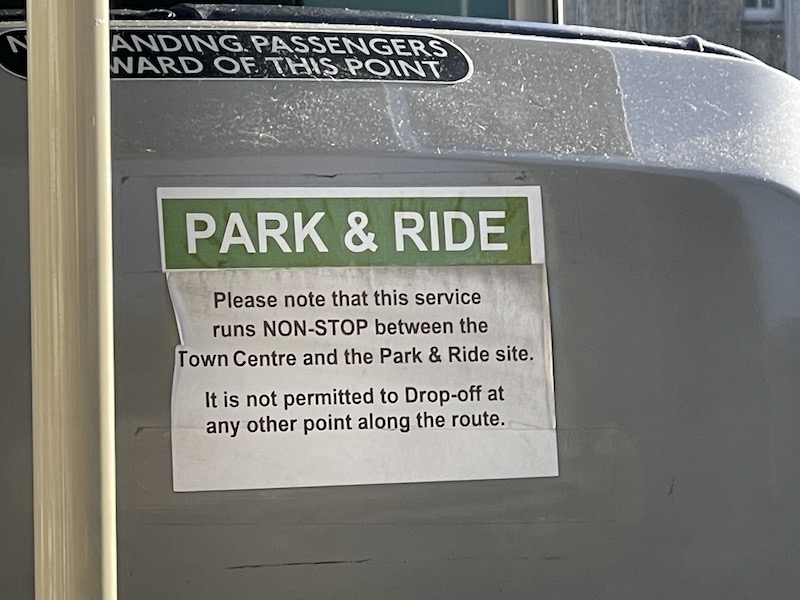 ANDING PASSENGERS
WARD OF THIS POINT
PARK & RIDE
Please note that this service
runs NON-STOP between the
Town Centre and the Park & Ride site.
It is not permitted to Drop-off at
any other point along the route.